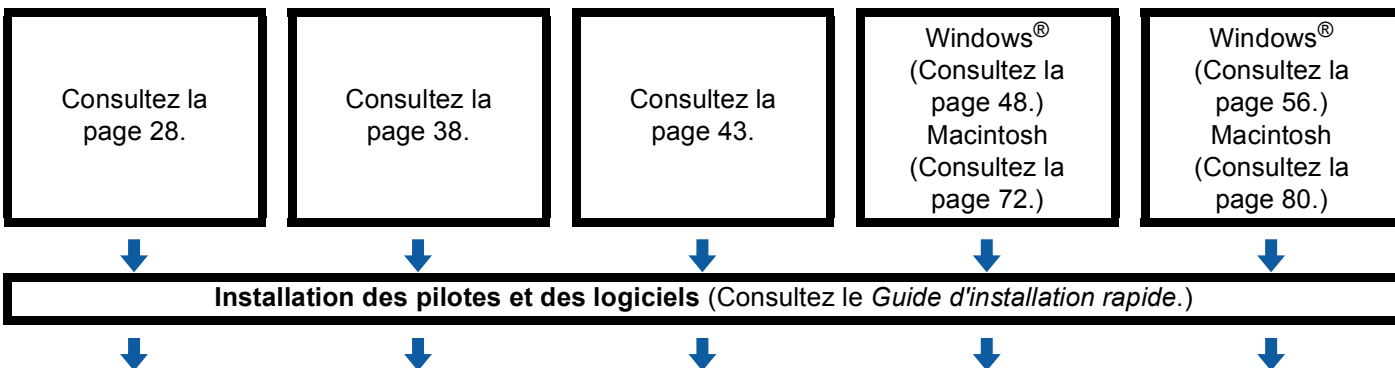 Consultez la
page 28.
Consultez la
page 38.
Consultez la
page 43.
Windows®
(Consultez la
page 48.)
Macintosh
(Consultez la
page 72.)
Windows®
(Consultez la
page 56.)
Macintosh
(Consultez la
page 80.)
Installation des pilotes et des logiciels (Consultez le Guide d'installation rapide.)